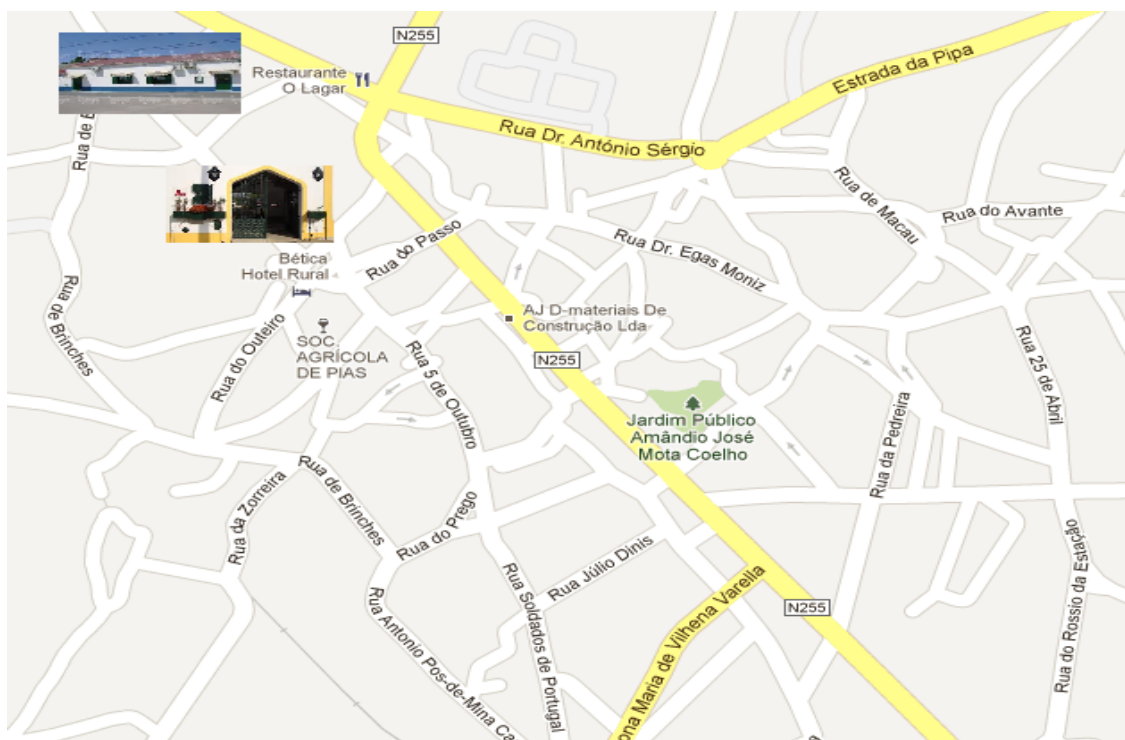 N255
Restaurante
O Lagar
Estrada da Pipa
Rua Dr. António Sérgio
Rua de
Rua de Macau
Rua do Avante
Rua do Passo
Rua Dr. Egas Moniz
Bética
Hotel Rural
Rua de Brinches
AJ D-materiais De
Construção Lda
SOC.
AGRÍCOLA
DE PIAS
Rua do Outeiro
Rua 5 de Outubro
N255
Rua 25 de Abril
Jardim Público
Amândio José
Mota Coelho
Rua da Pedreira
Rua de Brinches
Rua da Zorreira
Rua do Prego
Rua Júlio Dinis
Rua do Rossio da Estação
Rua Soldados de Portugal
Rua Antonio Pos-de-Mina Ca
N255
ona Maria de Vilhena Varella